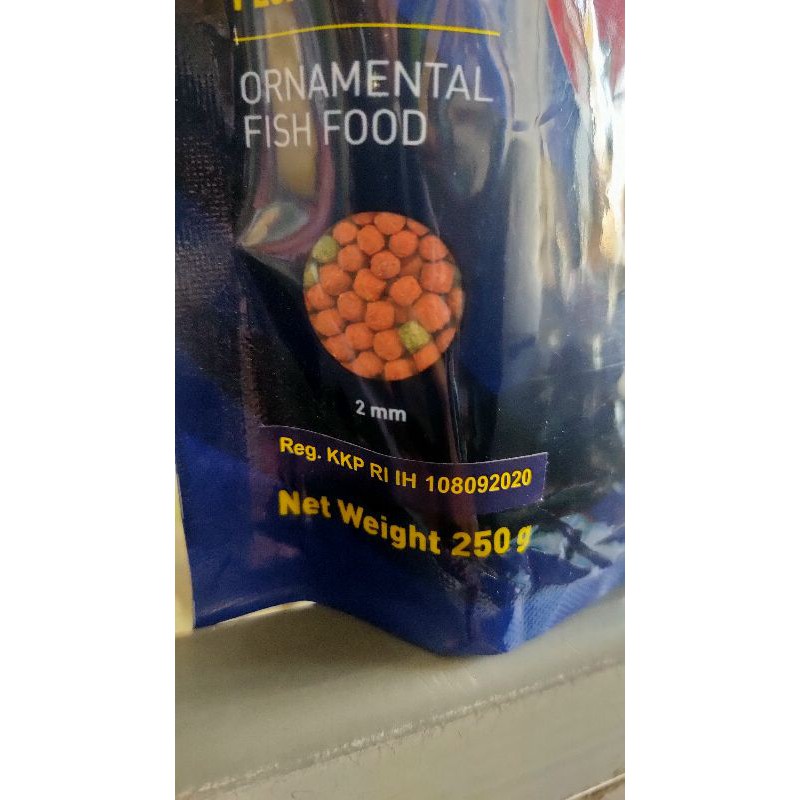 ORNAMENTAL
FISH FOOD
2 mm
Reg. KKP RI IH 108092020
Net Weight 250 g